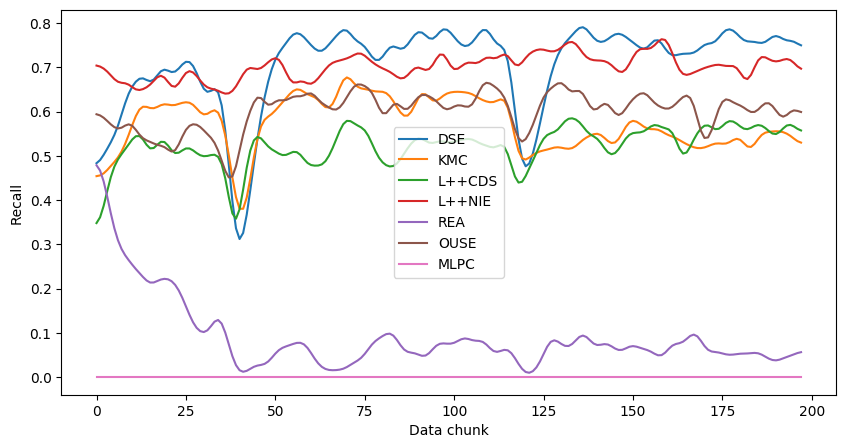 0.8
0.7
0.6
0.5
0.4
0.3
0.2
0.1
0.0
Recall
DSE
KMC
L++CDS
L++NIE
REA
OUSE
MLPC
0 25 50 75 100 125 150 175 200
Data chunk